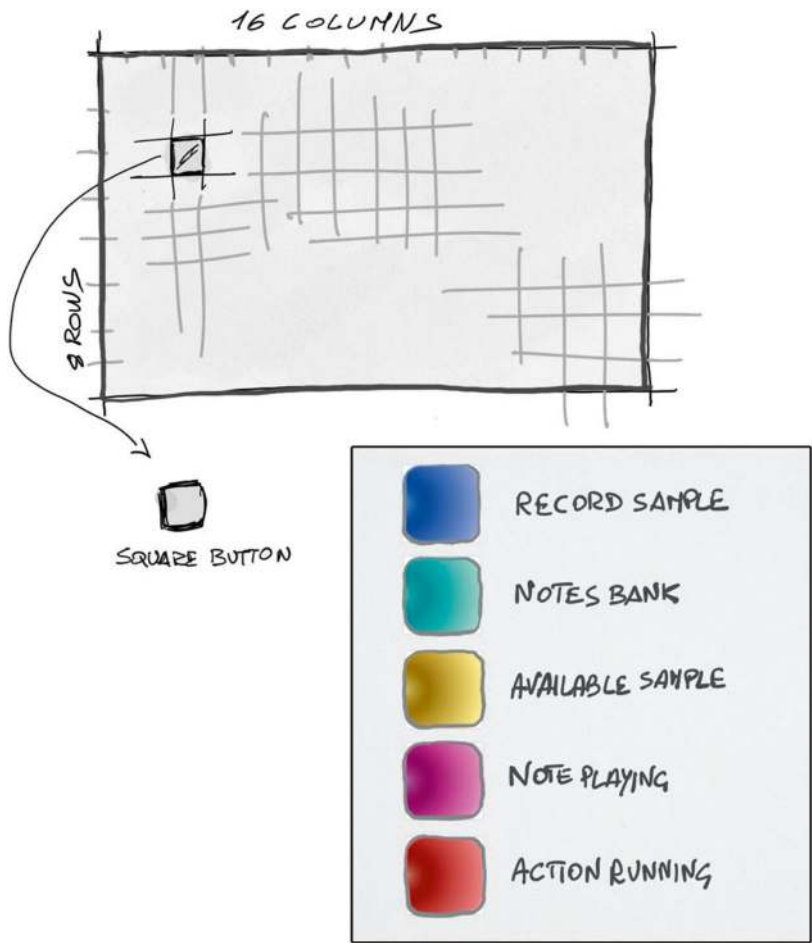 16 COLUMNS
8 ROWS
SQUARE BUTTON
RECORD SAMPLE
NOTES BANK
AVAILABLE SAMPLE
NOTE PLAYING
ACTION RUNNING